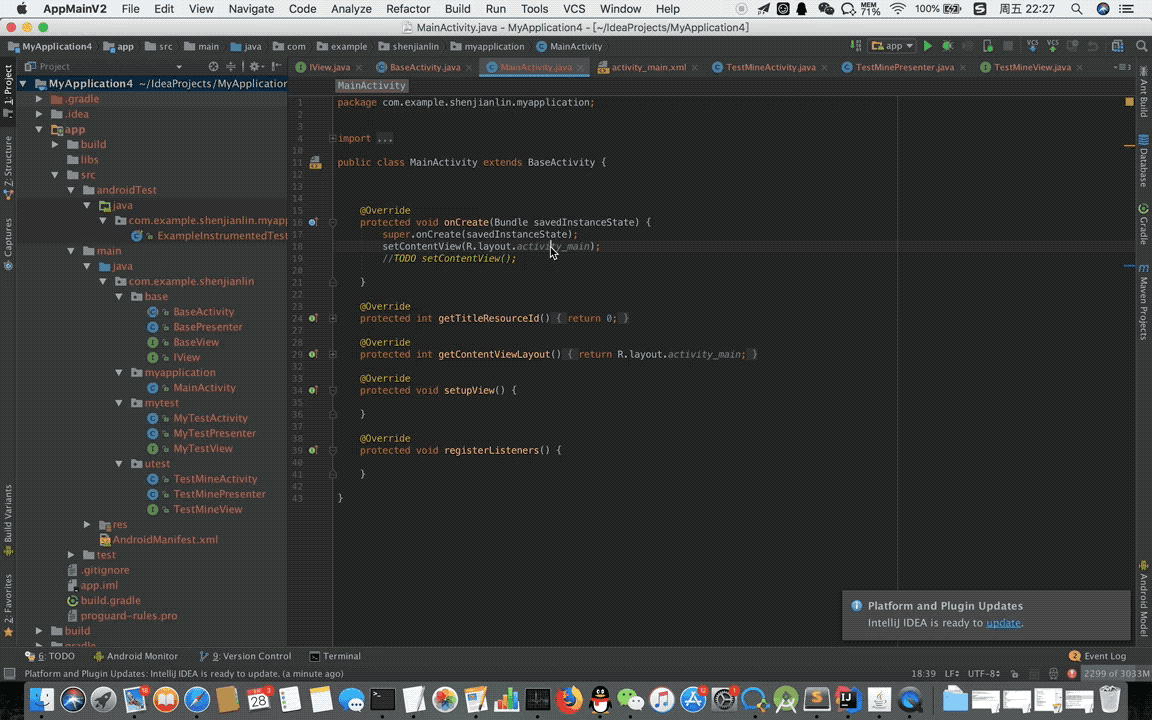 AppMainV2 File Edit View Navigate Code Analyze Refactor Build Run Tools VCS Window Help MEM 71% 100% 周五 22:27
MainActivity.java - MyApplication4 - [~/IdeaProjects/MyApplication4]
MyApplication4 app src main java com example shenjianlin myapplication MainActivity app VCS VCS
Project
MyApplication4 ~/IdeaProjects/MyApplication
.gradle
.idea
app
build
libs
src
androidTest
java
com.example.shenjianlin.myapp
ExampleInstrumentedTest
main
java
com.example.shenjianlin
base
BaseActivity
BasePresenter
BaseView
IView
myapplication
MainActivity
mytest
MyTestActivity
MyTestPresenter
MyTestView
utest
TestMineActivity
TestMinePresenter
TestMineView
res
AndroidManifest.xml
test
.gitignore
app.iml
build.gradle
proguard-rules.pro
build
gradle
1: Project
7: Structure
Captures
Build Variants
2: Favorites
IView.java BaseActivity.java MainActivity.java activity_main.xml TestMineActivity.java TestMinePresenter.java TestMineView.java
MainActivity
1 package com.example.shenjianlin.myapplication;
2
3
4 import ...
10
11 public class MainActivity extends BaseActivity {
12
13
14
15 @Override
16 protected void onCreate(Bundle savedInstanceState) {
17 super.onCreate(savedInstanceState);
18 setContentView(R.layout.activity_main);
19 //TODO setContentView();
20
21 }
22
23 @Override
24 protected int getTitleResourceId() { return 0; }
27
28 @Override
29 protected int getContentViewLayout() { return R.layout.activity_main; }
32
33 @Override
34 protected void setupView() {
35
36 }
37
38 @Override
39 protected void registerListeners() {
40
41 }
42
43 }
Ant Build
Database
Gradle
Maven Projects
Android Model
Platform and Plugin Updates
IntelliJ IDEA is ready to update.
6: TODO Android Monitor 9: Version Control Terminal 2 Event Log
Platform and Plugin Updates: IntelliJ IDEA is ready to update. (a minute ago) 18:39 LF÷ UTF-8÷ 2299 of 3033M